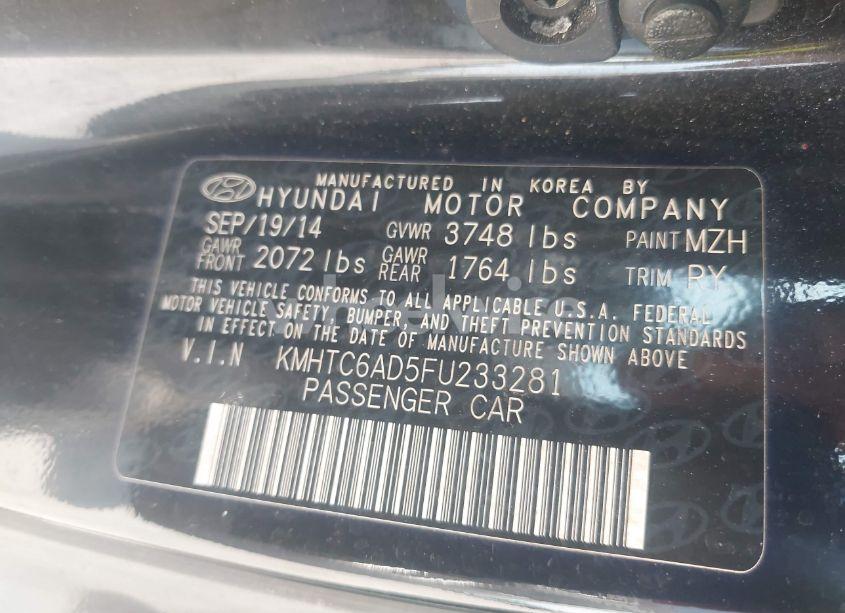 MANUFACTURED IN KOREA BY
HYUNDAI MOTOR COMPANY
SEP/19/14 GVWR 3748 lbs PAINT MZH
GAWR FRONT 2072 lbs GAWR REAR 1764 lbs TRIM RY
THIS VEHICLE CONFORMS TO ALL APPLICABLE U.S.A. FEDERAL
MOTOR VEHICLE SAFETY, BUMPER, AND THEFT PREVENTION STANDARDS
IN EFFECT ON THE DATE OF MANUFACTURE SHOWN ABOVE
V.I.N KMHTC6AD5FU233281
PASSENGER CAR